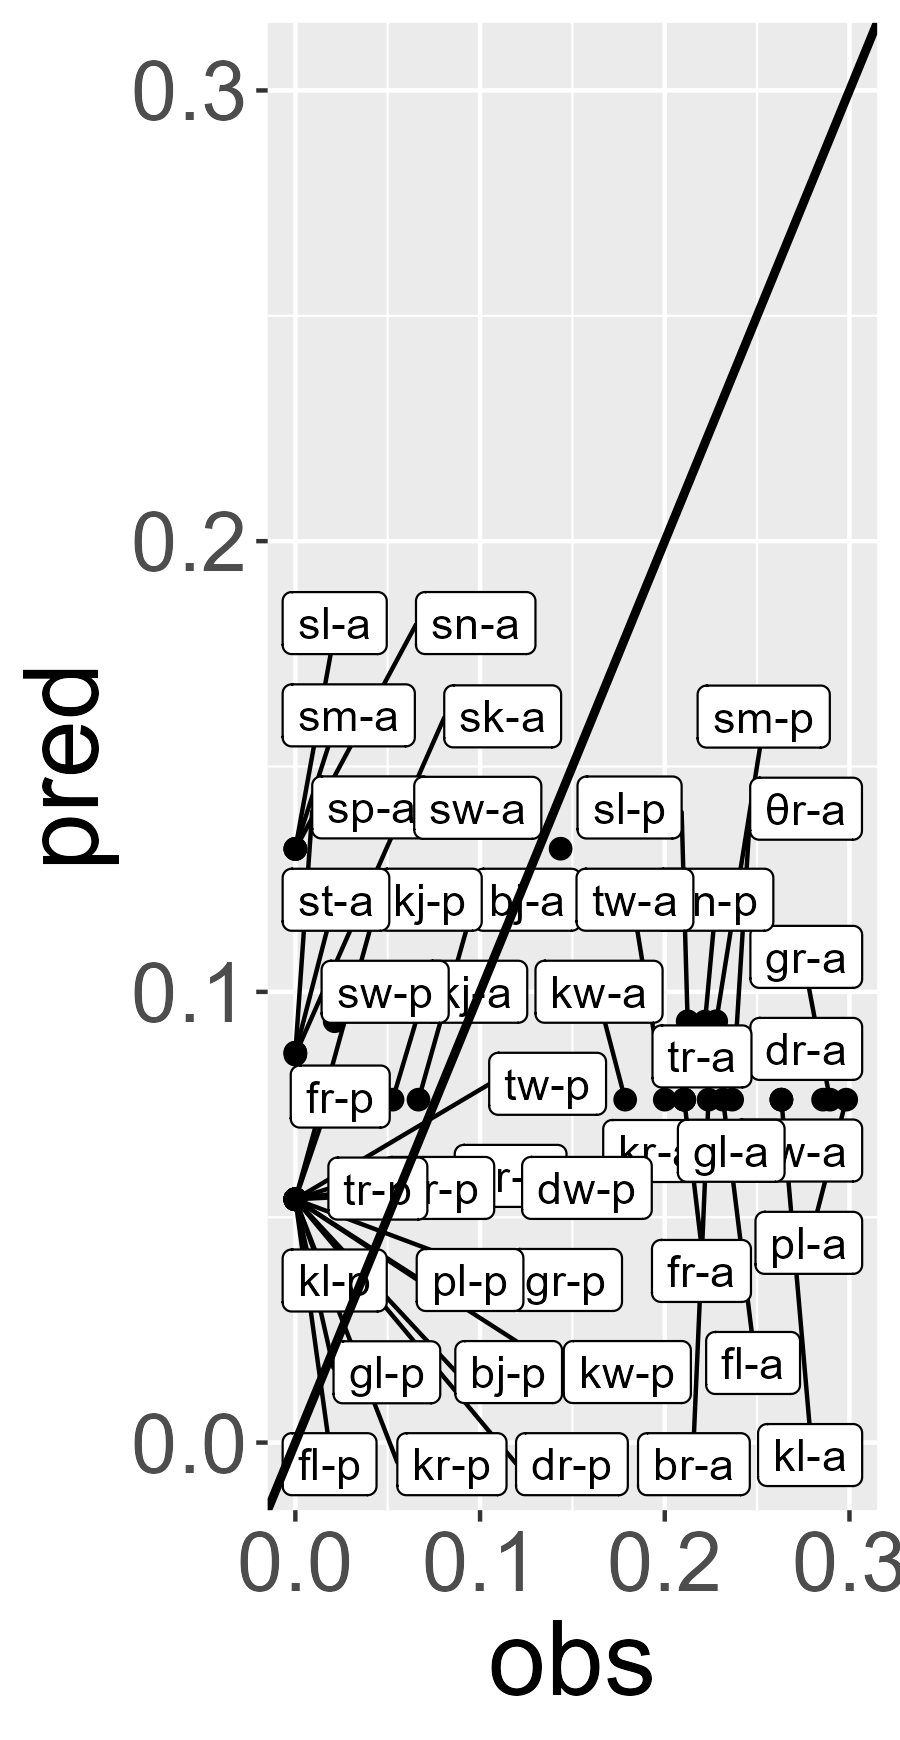 0.3
0.2
0.1
0.0
pred
sl-a
sn-a
sm-a
sk-a
sm-p
sp-a
sw-a
sl-p
θr-a
st-a
kj-p
bj-a
tw-a
n-p
gr-a
sw-p
kj-a
kw-a
tr-a
dr-a
fr-p
tw-p
gl-a
w-a
tr-p
r-p
dw-p
pl-a
kl-p
pl-p
gr-p
fr-a
gl-p
bj-p
kw-p
fl-a
fl-p
kr-p
dr-p
br-a
kl-a
0.0
0.1
0.2
0.3
obs